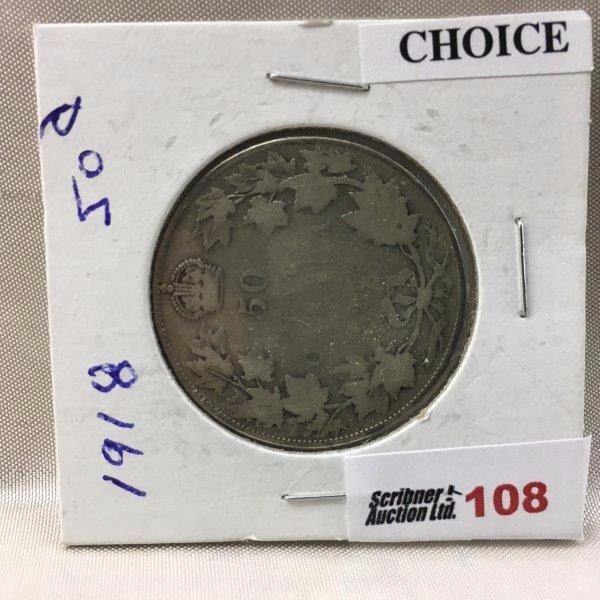 CHOICE
50¢
1918
50
Scribner
Auction Ltd.
108